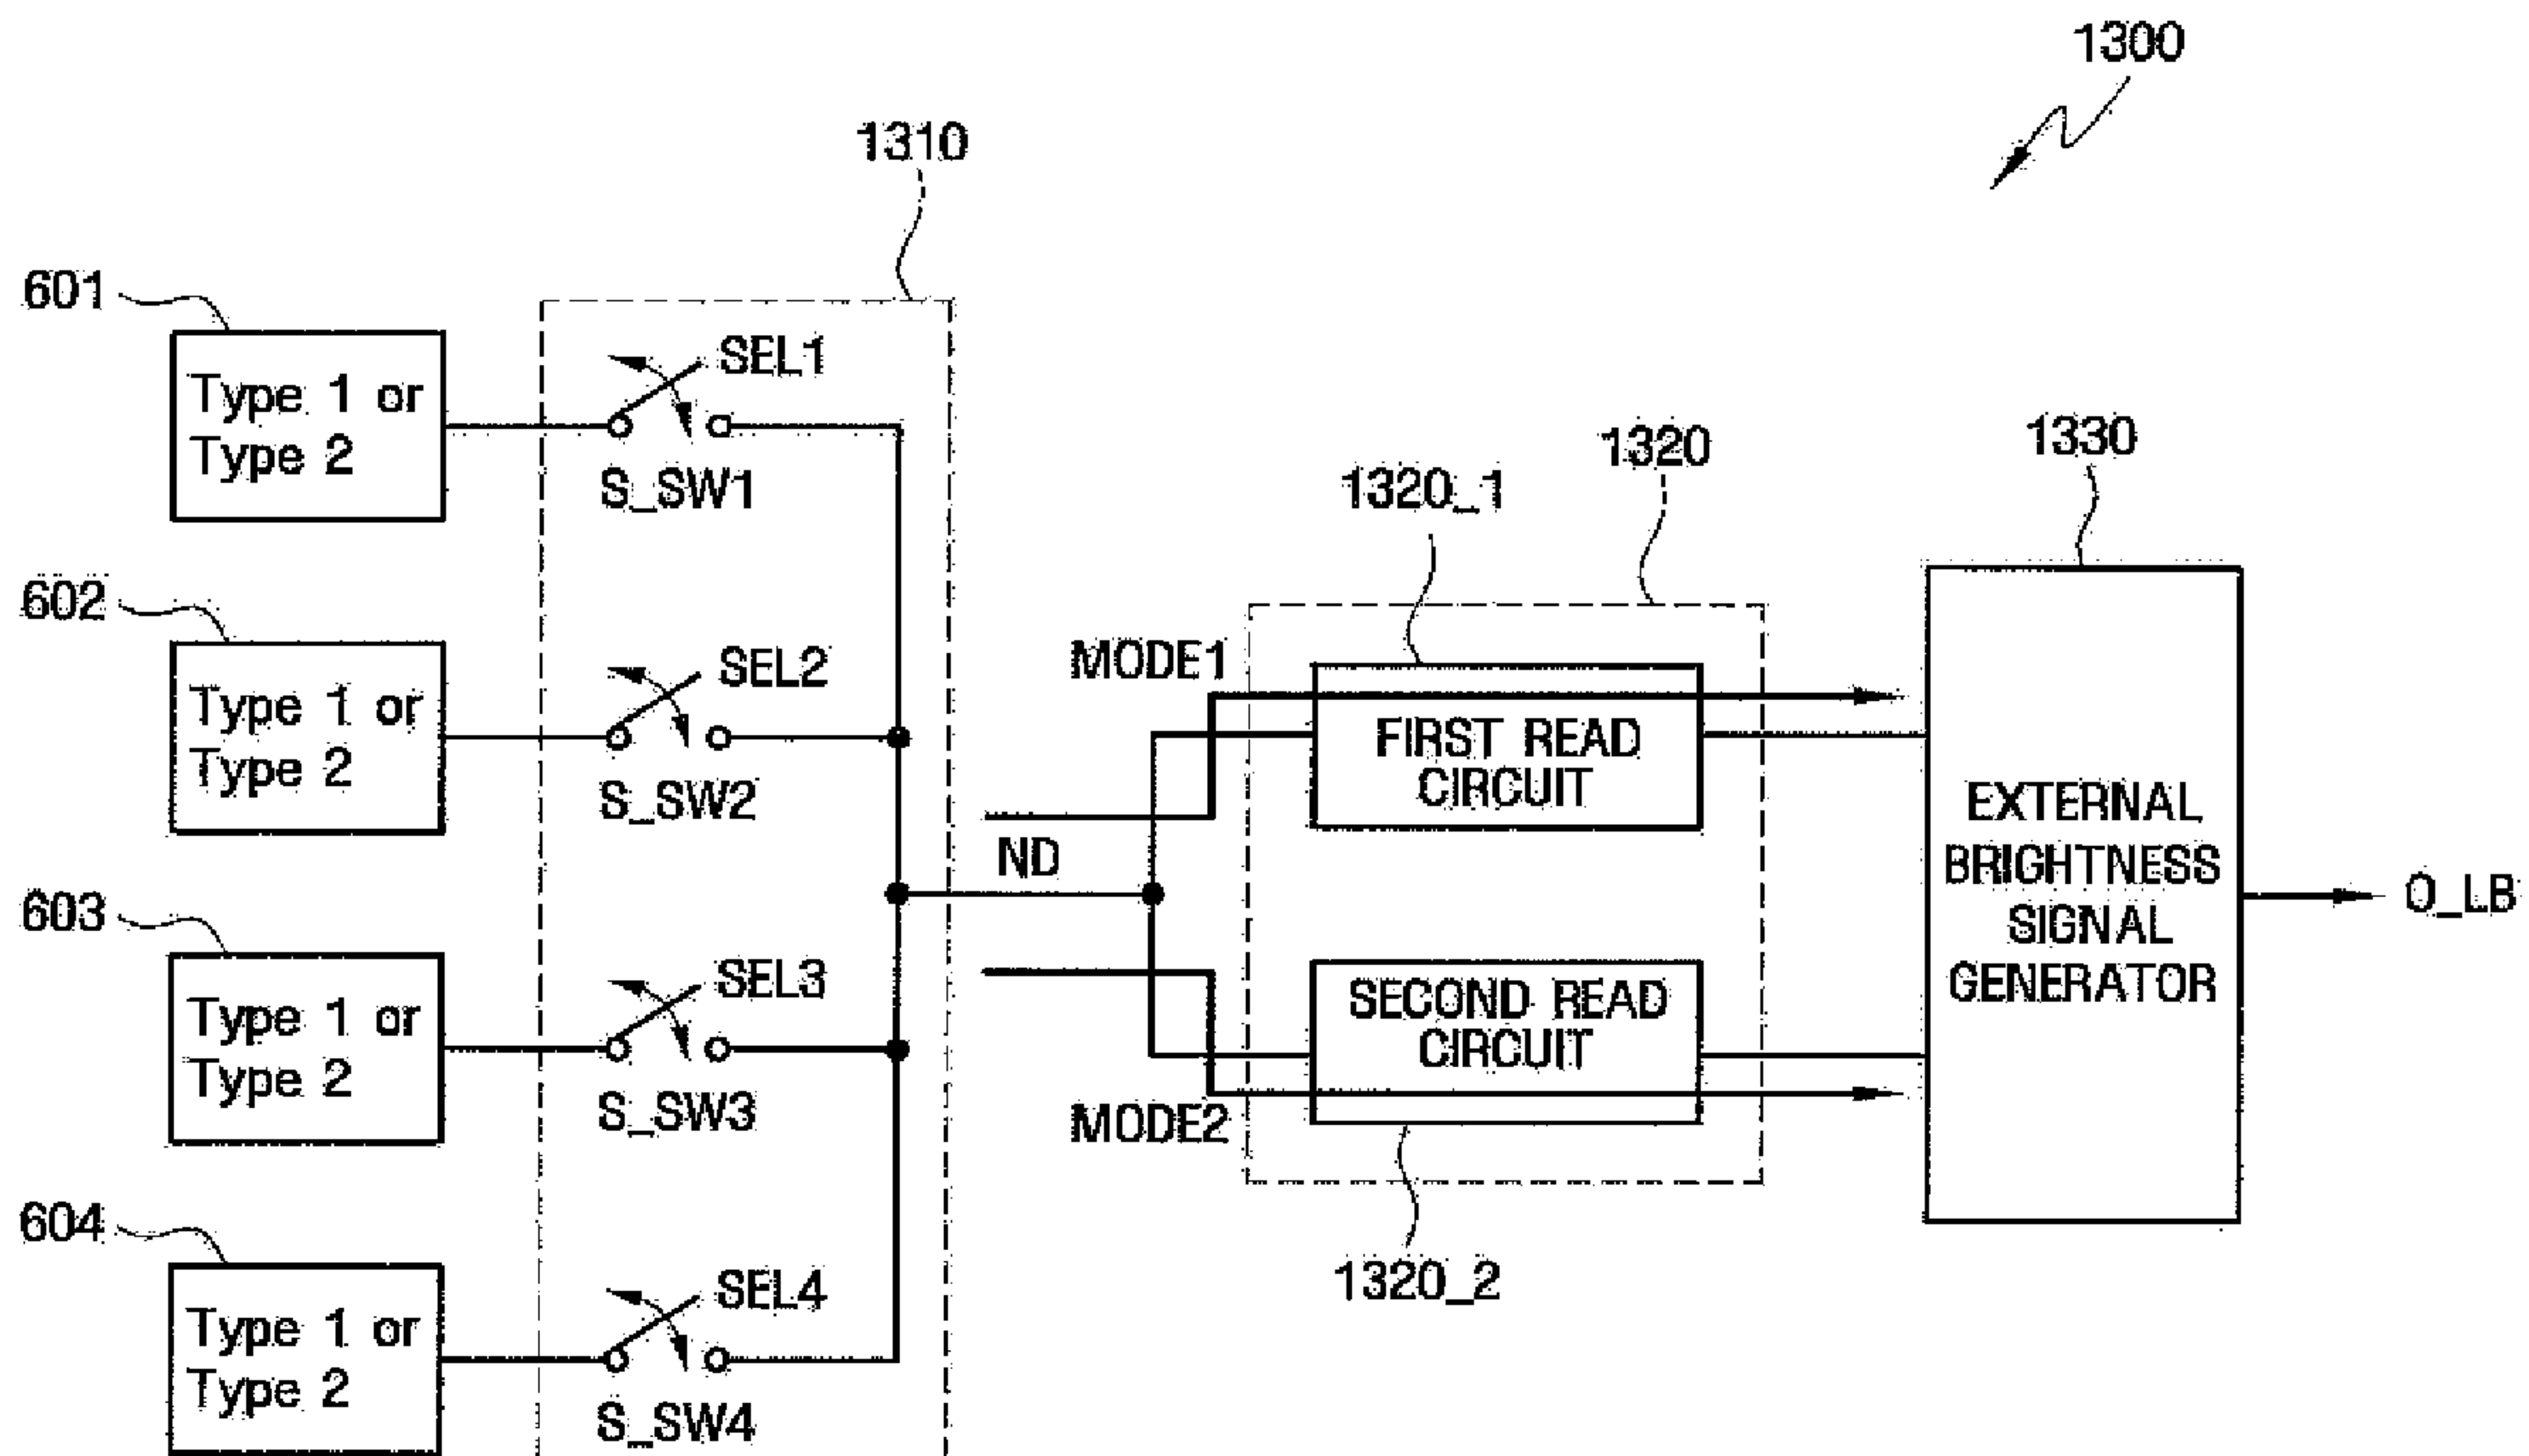 1300
1310
601
Type 1 or
Type 2
SEL1
S_SW1
602
Type 1 or
Type 2
SEL2
S_SW2
603
Type 1 or
Type 2
SEL3
S_SW3
604
Type 1 or
Type 2
SEL4
S_SW4
ND
MODE1
MODE2
1320
1320_1
FIRST READ
CIRCUIT
SECOND READ
CIRCUIT
1320_2
1330
EXTERNAL
BRIGHTNESS
SIGNAL
GENERATOR
O_LB